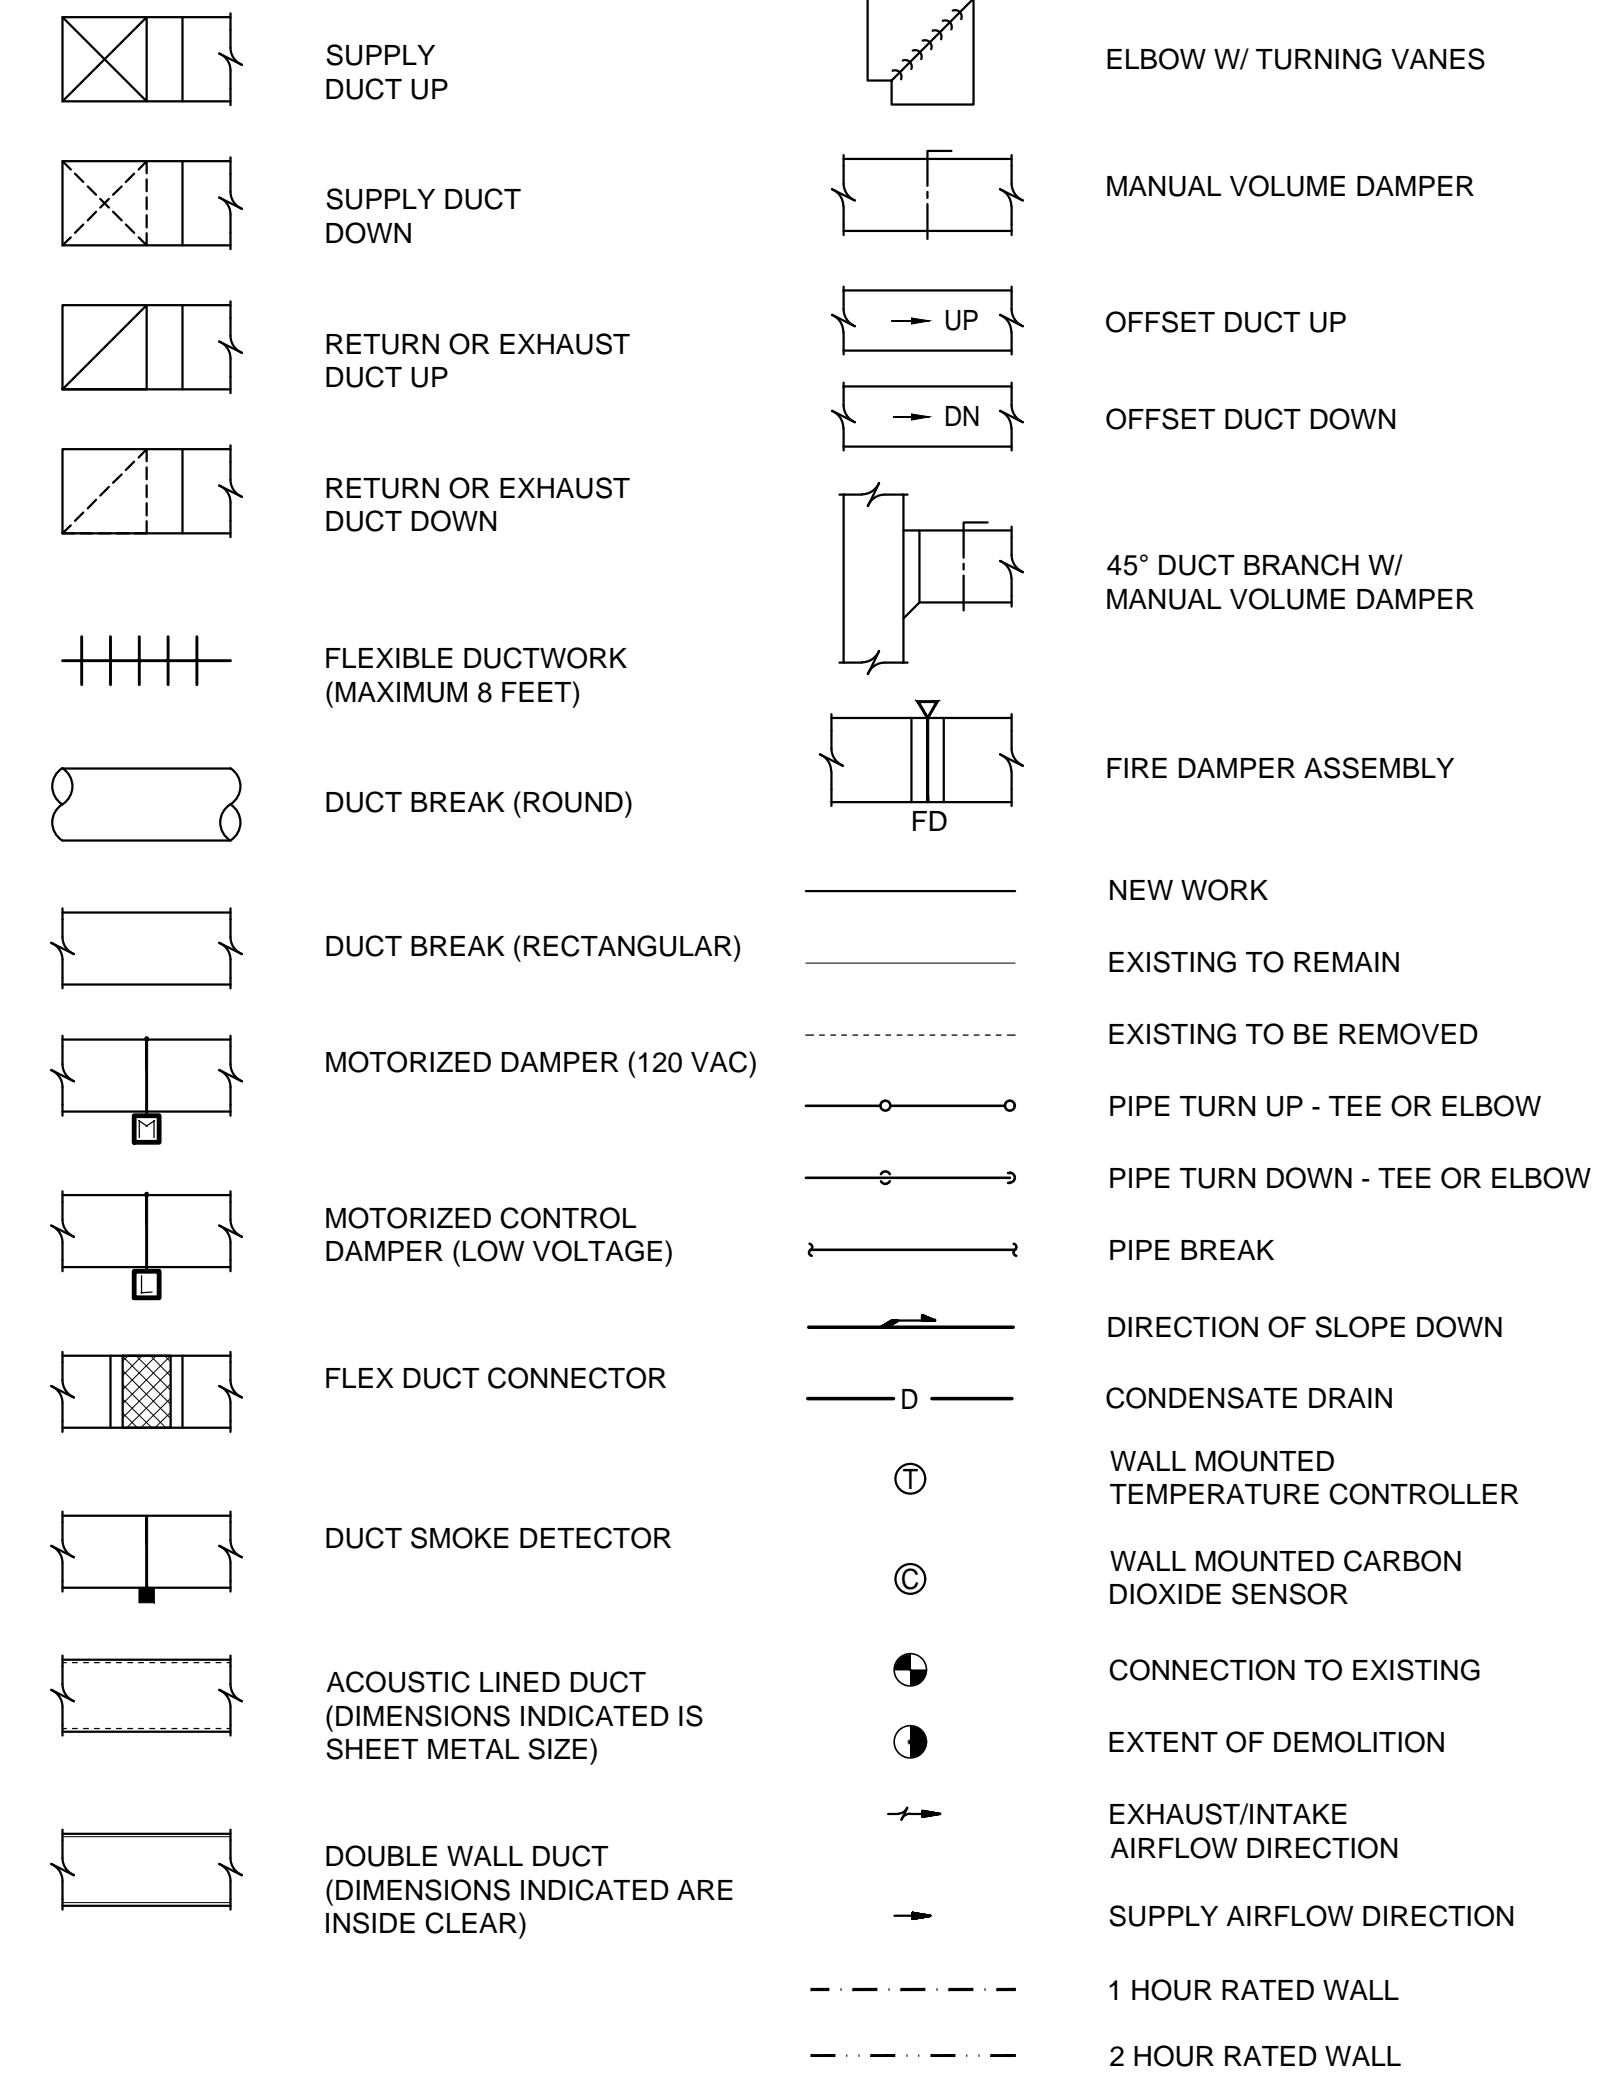 SUPPLY
DUCT UP
SUPPLY DUCT
DOWN
RETURN OR EXHAUST
DUCT UP
RETURN OR EXHAUST
DUCT DOWN
FLEXIBLE DUCTWORK
(MAXIMUM 8 FEET)
DUCT BREAK (ROUND)
DUCT BREAK (RECTANGULAR)
MOTORIZED DAMPER (120 VAC)
M
MOTORIZED CONTROL
DAMPER (LOW VOLTAGE)
L
FLEX DUCT CONNECTOR
DUCT SMOKE DETECTOR
ACOUSTIC LINED DUCT
(DIMENSIONS INDICATED IS
SHEET METAL SIZE)
DOUBLE WALL DUCT
(DIMENSIONS INDICATED ARE
INSIDE CLEAR)
ELBOW W/ TURNING VANES
MANUAL VOLUME DAMPER
UP
OFFSET DUCT UP
DN
OFFSET DUCT DOWN
45° DUCT BRANCH W/
MANUAL VOLUME DAMPER
FIRE DAMPER ASSEMBLY
FD
NEW WORK
EXISTING TO REMAIN
EXISTING TO BE REMOVED
PIPE TURN UP - TEE OR ELBOW
PIPE TURN DOWN - TEE OR ELBOW
PIPE BREAK
DIRECTION OF SLOPE DOWN
D
CONDENSATE DRAIN
T
WALL MOUNTED
TEMPERATURE CONTROLLER
C
WALL MOUNTED CARBON
DIOXIDE SENSOR
CONNECTION TO EXISTING
EXTENT OF DEMOLITION
EXHAUST/INTAKE
AIRFLOW DIRECTION
SUPPLY AIRFLOW DIRECTION
1 HOUR RATED WALL
2 HOUR RATED WALL